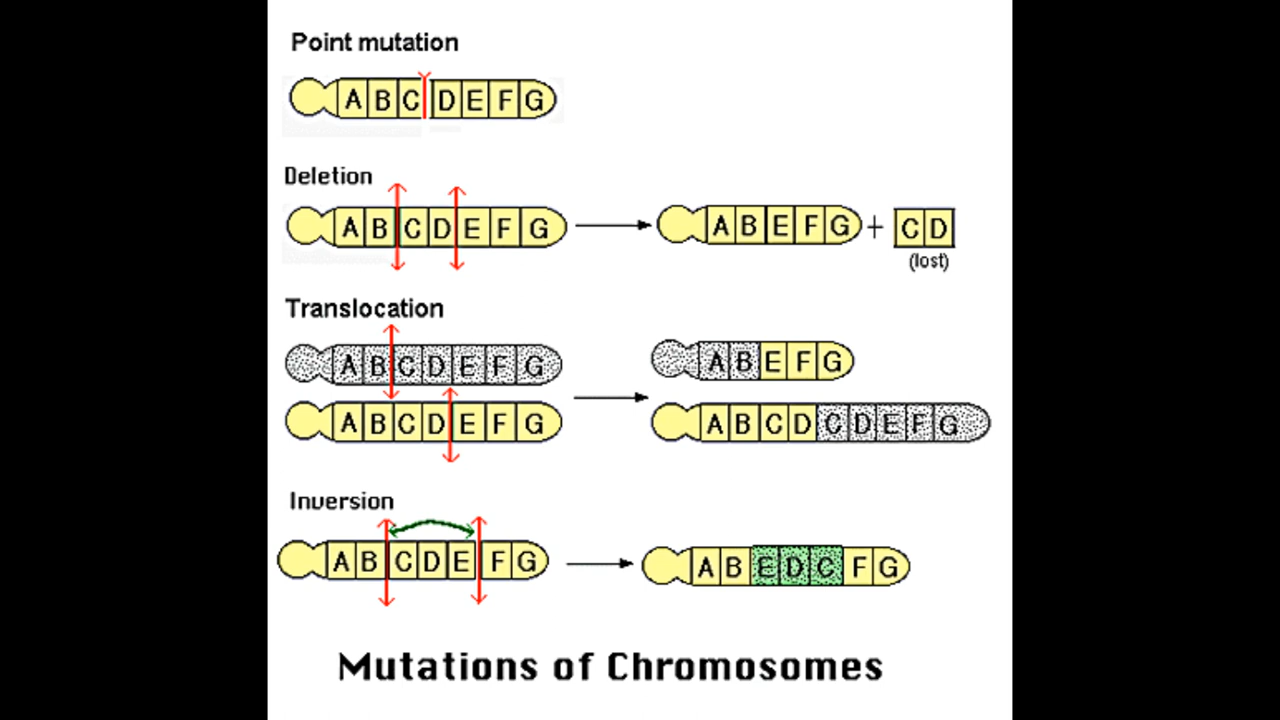 Point mutation
A B C D E F G
Deletion
A B C D E F G A B E F G + C D
(lost)
Translocation
A B C D E F G A B E F G
A B C D E F G A B C D C D E F G
Inversion
A B C D E F G A B E D C F G
Mutations of Chromosomes